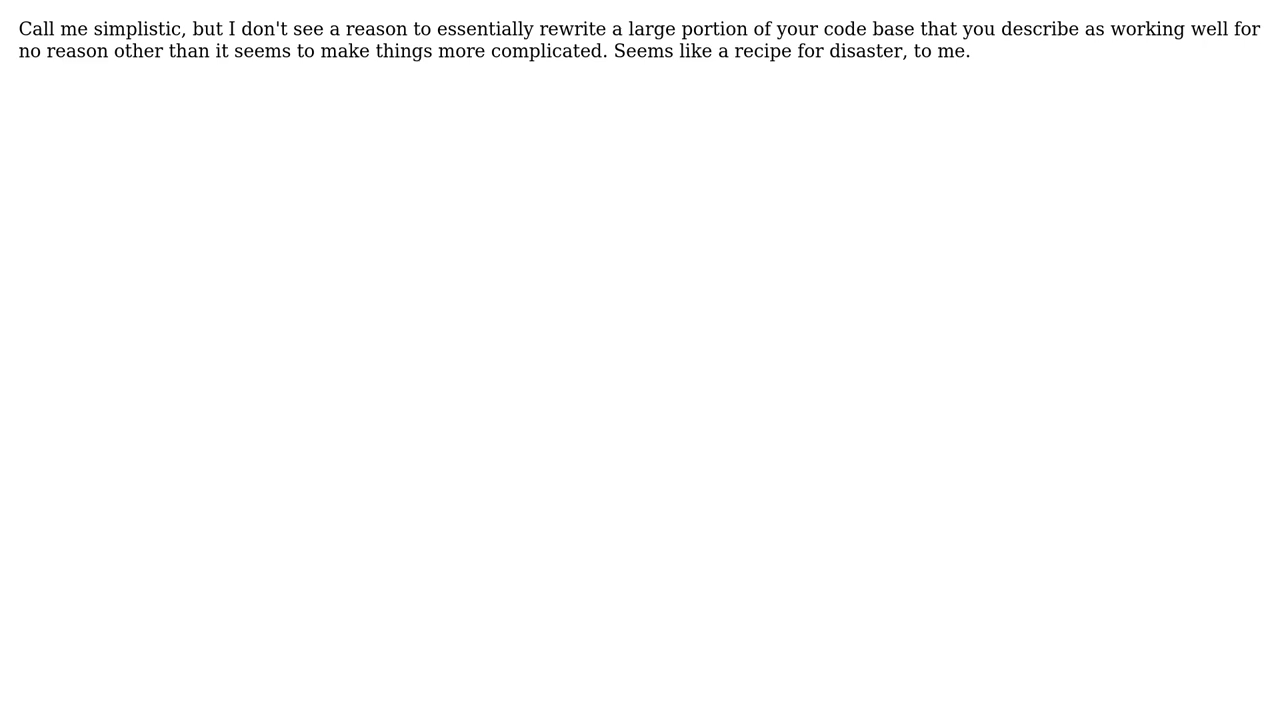 Call me simplistic, but I don't see a reason to essentially rewrite a large portion of your code base that you describe as working well for
no reason other than it seems to make things more complicated. Seems like a recipe for disaster, to me.